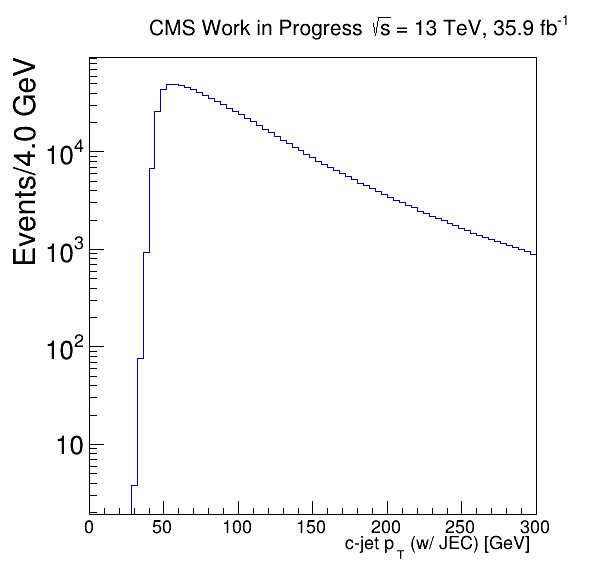 CMS Work in Progress √s = 13 TeV, 35.9 fb⁻¹
Events/4.0 GeV
10⁴
10³
10²
10
0 50 100 150 200 250 300
c-jet p_T (w/ JEC) [GeV]